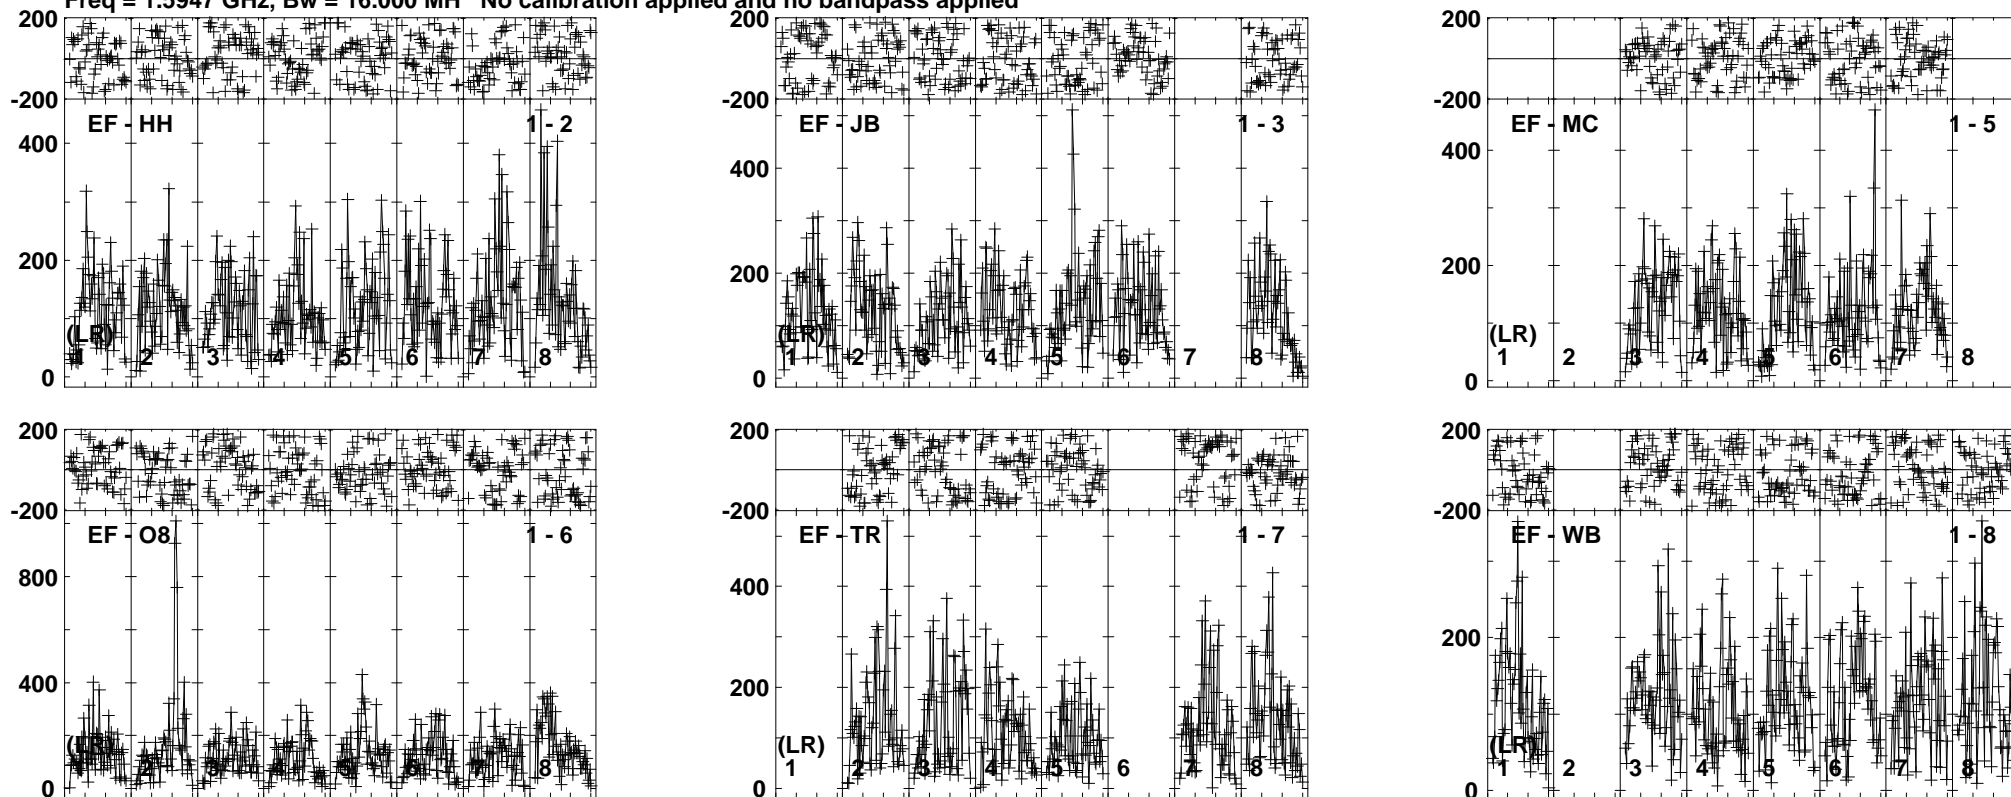 Freq = 1.5947 GHz, Bw = 16.000 MH No calibration applied and no bandpass applied
200
-200
EF - HH 1 - 2
400
200
(LR)
0
1 2 3 4 5 6 7 8
200
-200
EF - JB 1 - 3
400
200
(LR)
0
1 2 3 4 5 6 7 8
200
-200
EF - MC 1 - 5
400
200
(LR)
0
1 2 3 4 5 6 7 8
200
-200
EF - O8 1 - 6
800
400
(LR)
0
1 2 3 4 5 6 7 8
200
-200
EF - TR 1 - 7
400
200
(LR)
0
1 2 3 4 5 6 7 8
200
-200
EF - WB 1 - 8
200
(LR)
0
1 2 3 4 5 6 7 8